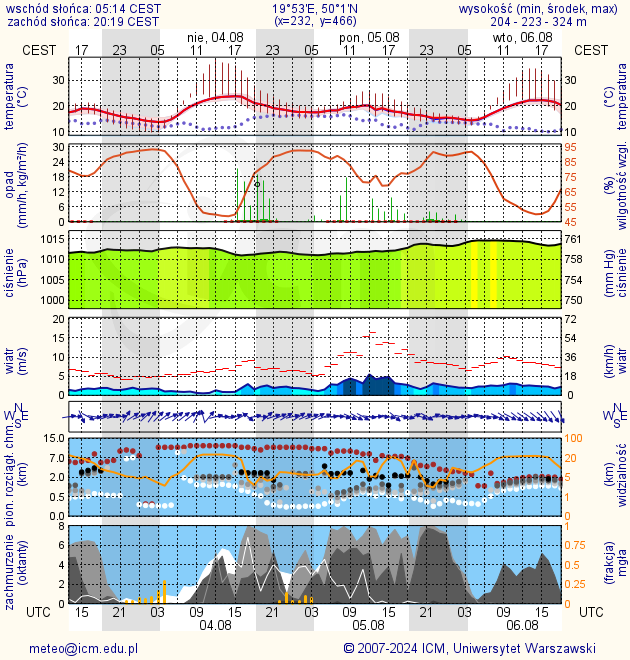 wschód słońca: 05:14 CEST 19°53'E, 50°1'N wysokość (min, środek, max)
zachód słońca: 20:19 CEST (x=232, y=466) 204 - 223 - 324 m
nie, 04.08 pon, 05.08 wto, 06.08
CEST 17 23 05 11 17 23 05 11 17 23 05 11 17 CEST
temperatura (°C) 30 20 10 30 20 10 temperatura (°C)
opad (mm/h, kg/m²/h) 30 24 18 12 6 0 95 85 75 65 55 45 (%) wilgotność wzgl.
ciśnienie (hPa) 1015 1010 1005 1000 761 758 754 750 (mm Hg) ciśnienie
wiatr (m/s) 20 15 10 5 0 72 54 36 18 0 (km/h) wiatr
N W E S N W E S
pion. rozciągł. chm. (km) 15.0 7.0 2.0 0.5 0.0 100 20 5 1 0 (km) widzialność
zachmurzenie (oktanty) 8 6 4 2 0 1 0.75 0.5 0.25 0 (frakcja) mgła
UTC 15 21 03 09 15 21 03 09 15 21 03 09 15 UTC
04.08 05.08 06.08
meteo@icm.edu.pl © 2007-2024 ICM, Uniwersytet Warszawski